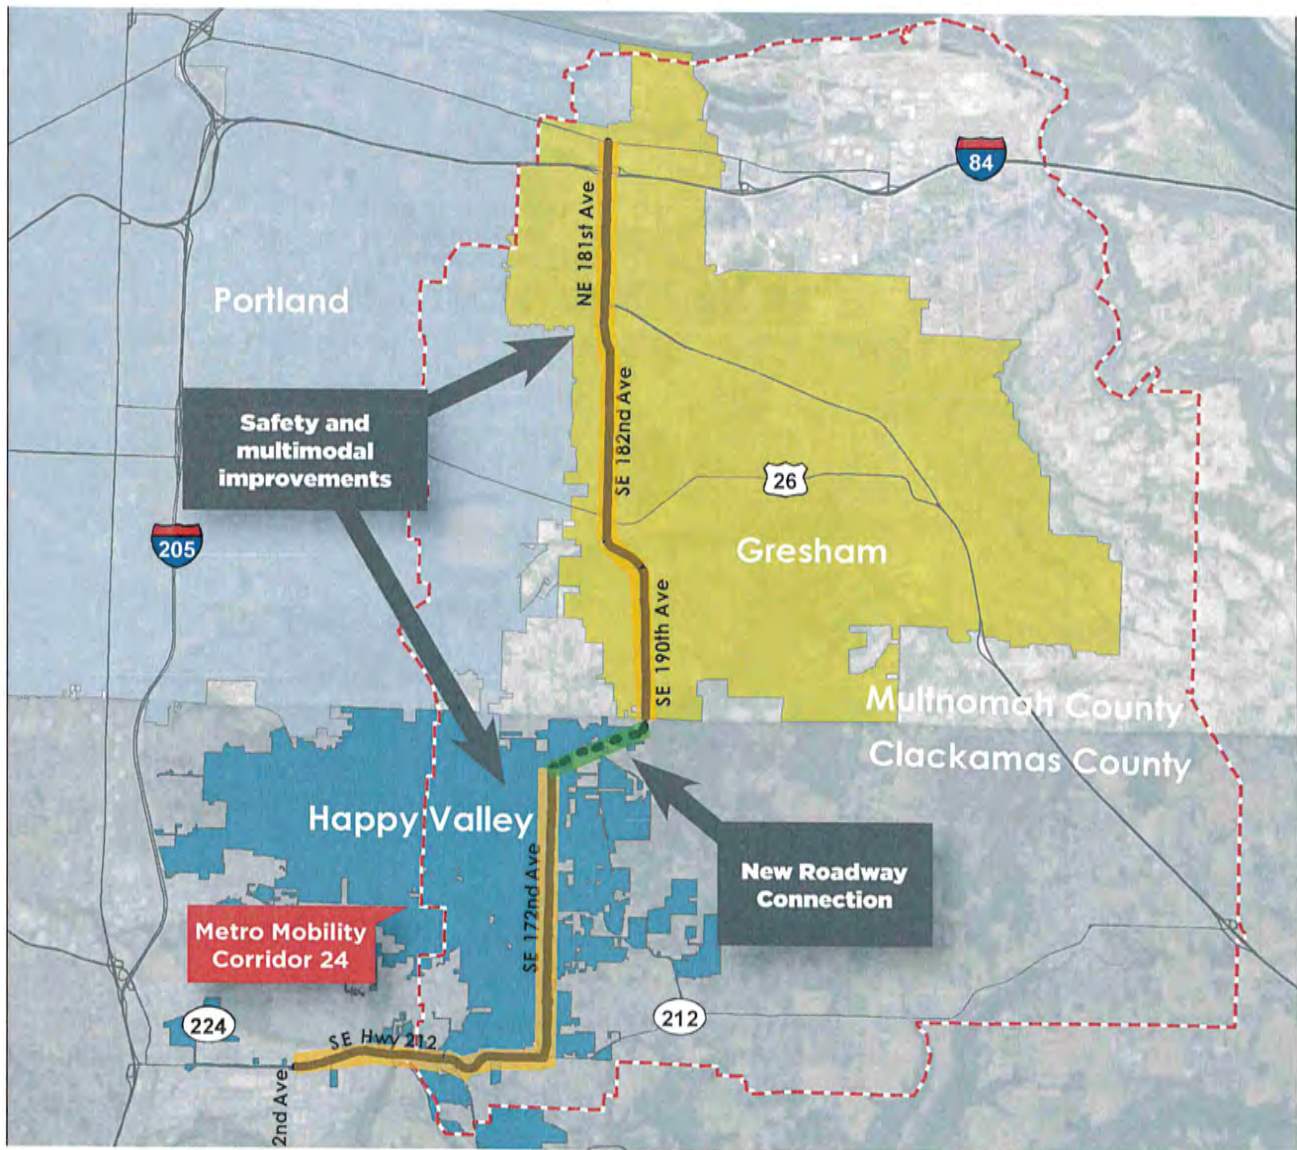 84
NE 181st Ave
Portland
Safety and
multimodal
improvements
SE 182nd Ave
26
205
Gresham
SE 190th Ave
Multnomah County
Clackamas County
Happy Valley
New Roadway
Connection
SE 172nd Ave
Metro Mobility
Corridor 24
224
212
SE Hwy 212
2nd Ave